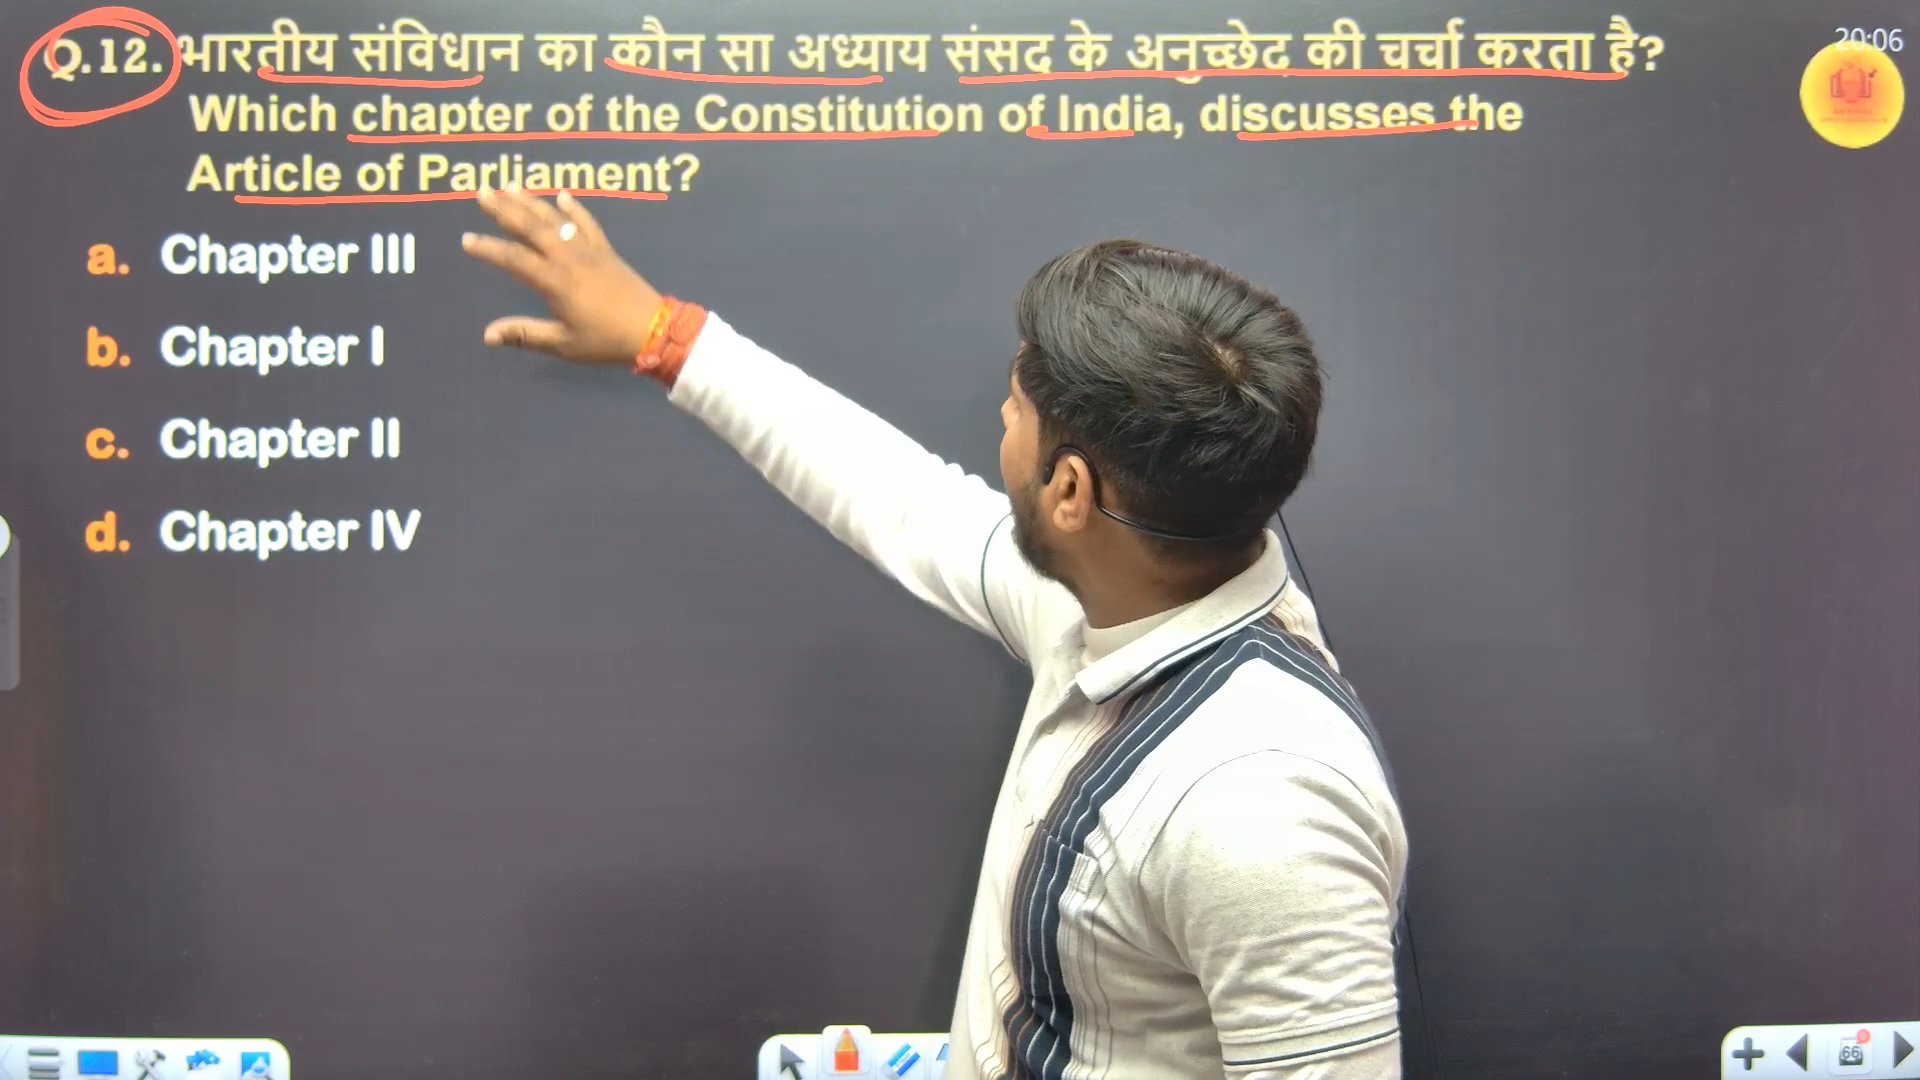 20:06
Q.12. भारतीय संविधान का कौन सा अध्याय संसद के अनुच्छेद की चर्चा करता है?
Which chapter of the Constitution of India, discusses the
Article of Parliament?
a. Chapter III
b. Chapter I
c. Chapter II
d. Chapter IV
66